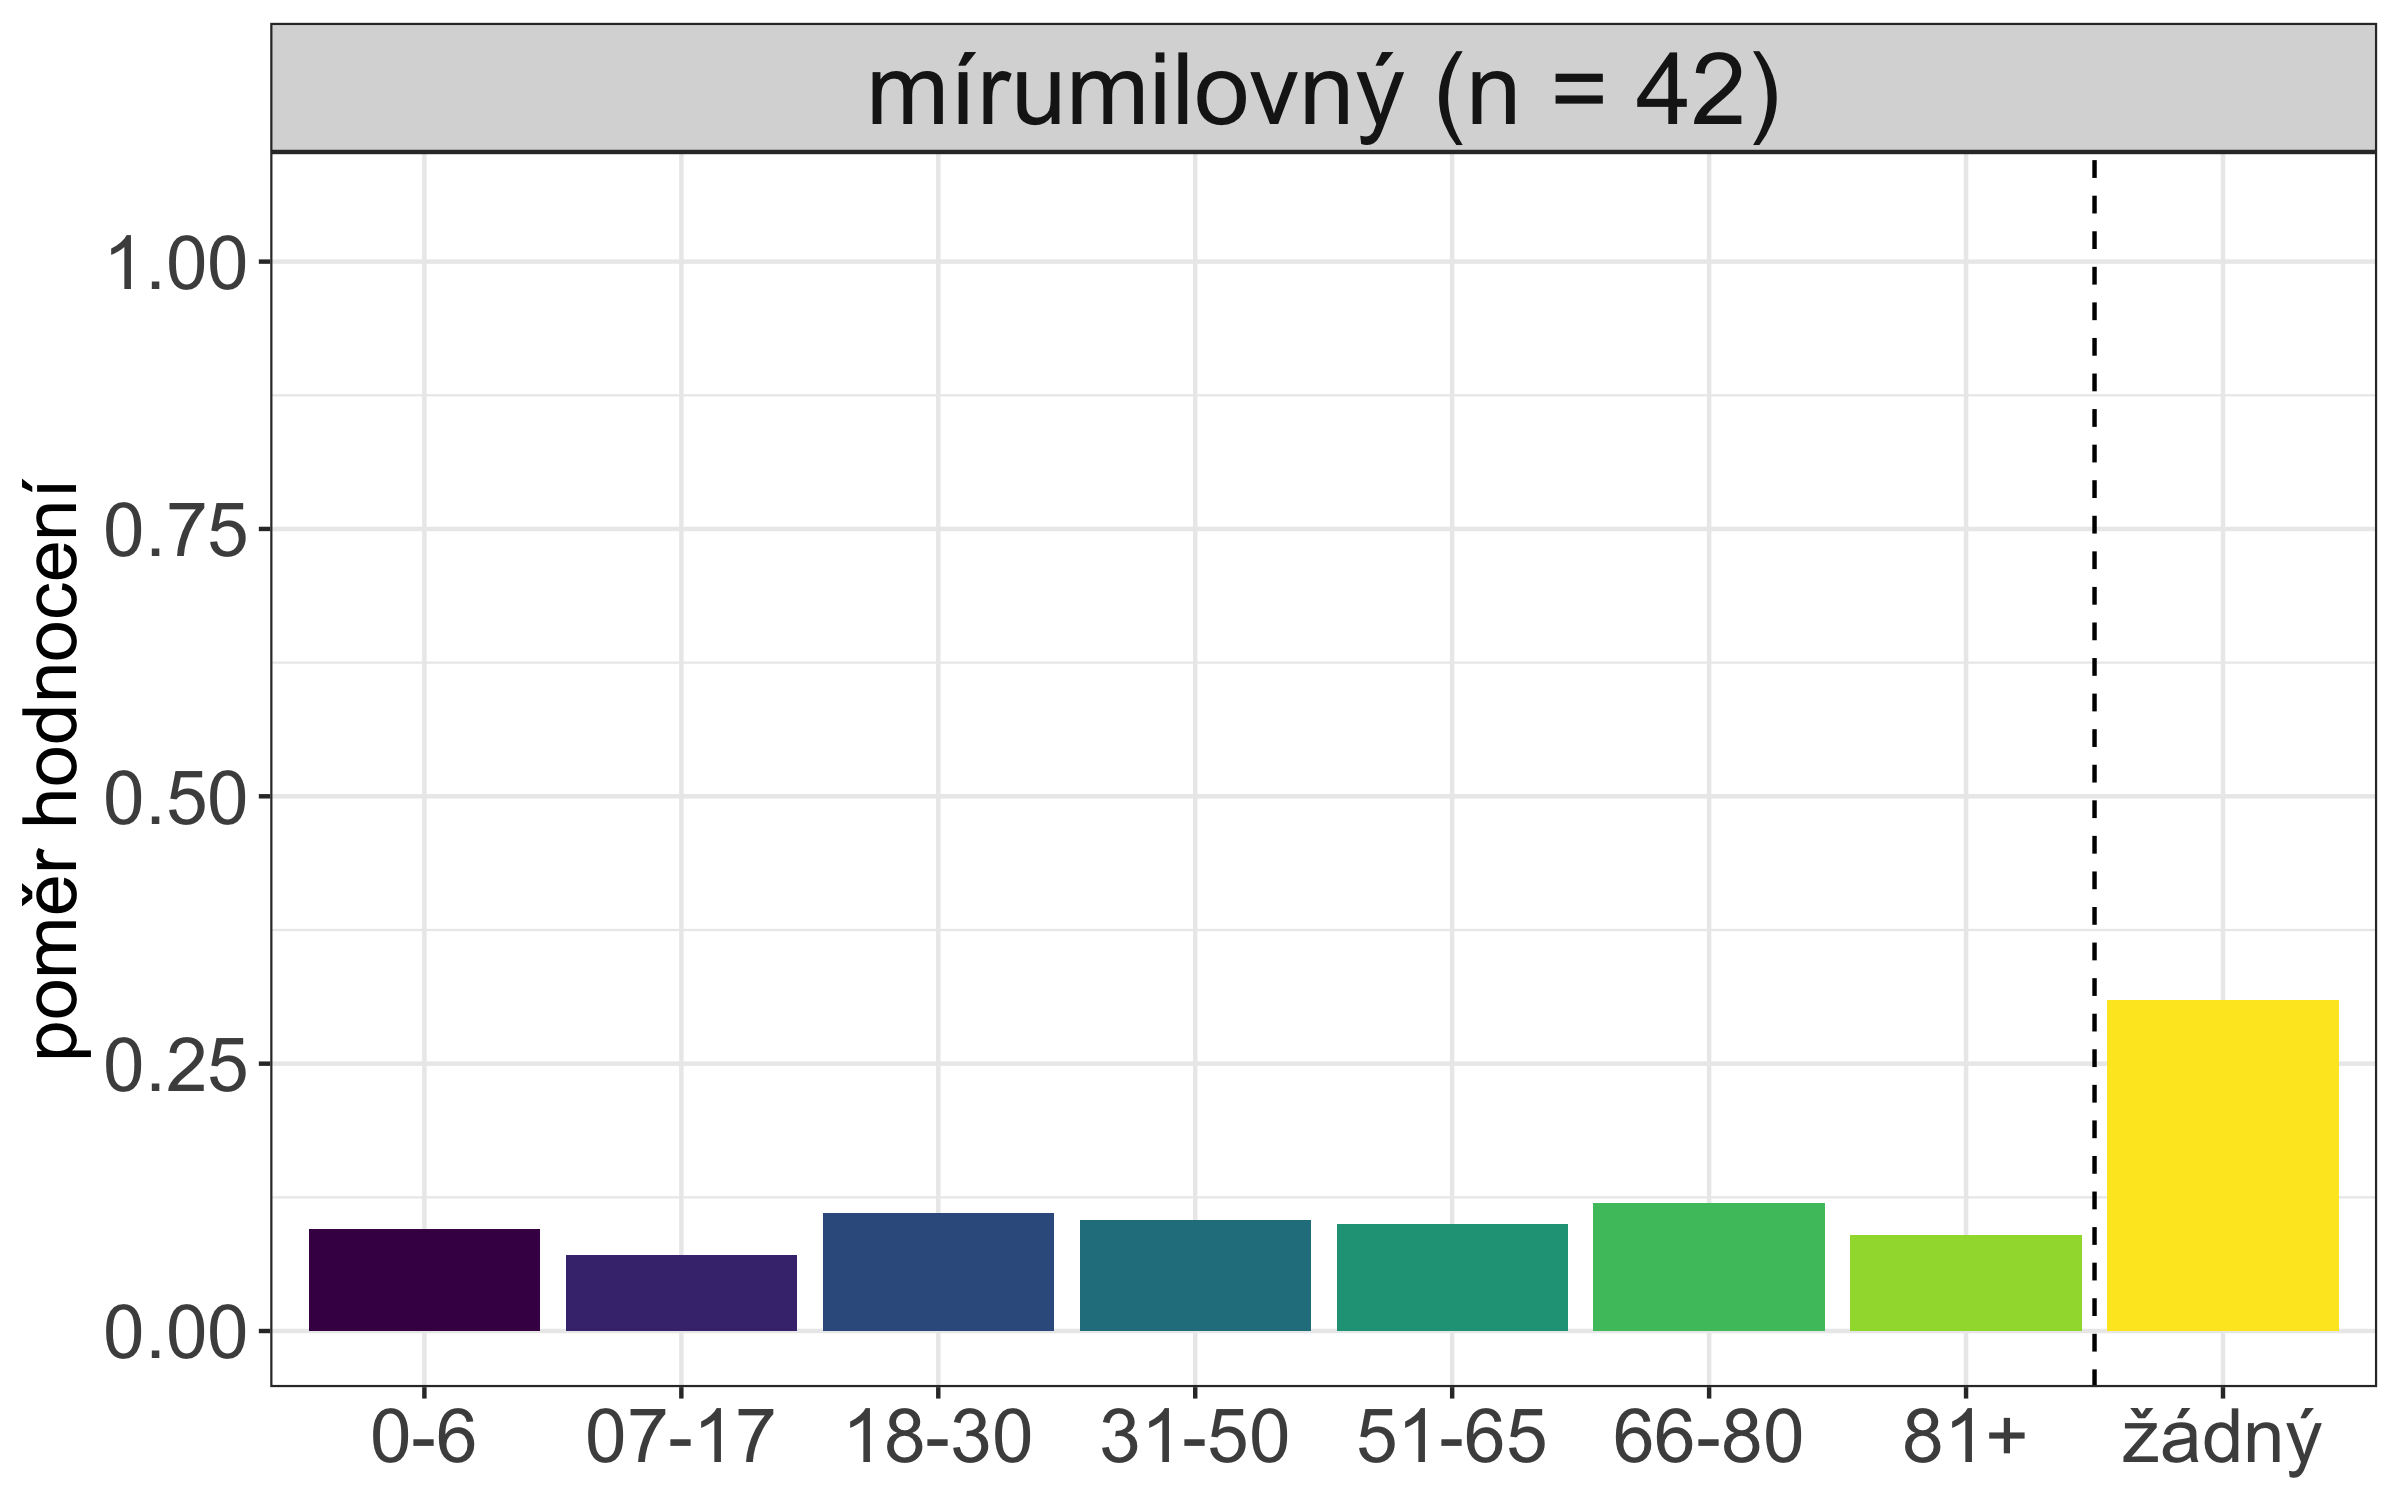 mírumilovný (n = 42)
poměr hodnocení
1.00
0.75
0.50
0.25
0.00
0-6 07-17 18-30 31-50 51-65 66-80 81+ žádný